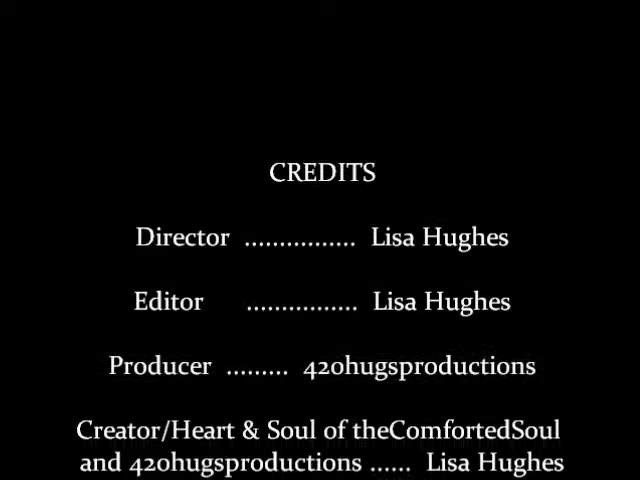 CREDITS
Director ................ Lisa Hughes
Editor ................ Lisa Hughes
Producer ......... 420hugsproductions
Creator/Heart & Soul of theComfortedSoul
and 420hugsproductions ...... Lisa Hughes